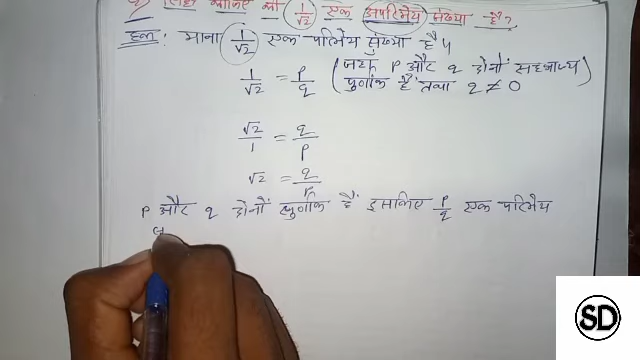 सिद्ध कीजिए की 1/√2 एक अपरिमेय संख्या है?
हल: माना 1/√2 एक परिमेय संख्या है।
1/√2 = P/q (जहाँ P और q दोनों सहभाज्य
पूर्णांक हैं तथा q ≠ 0)
√2/1 = q/P
√2 = q/P
P और q दोनों पूर्णांक हैं इसलिए P/q एक परिमेय
SD